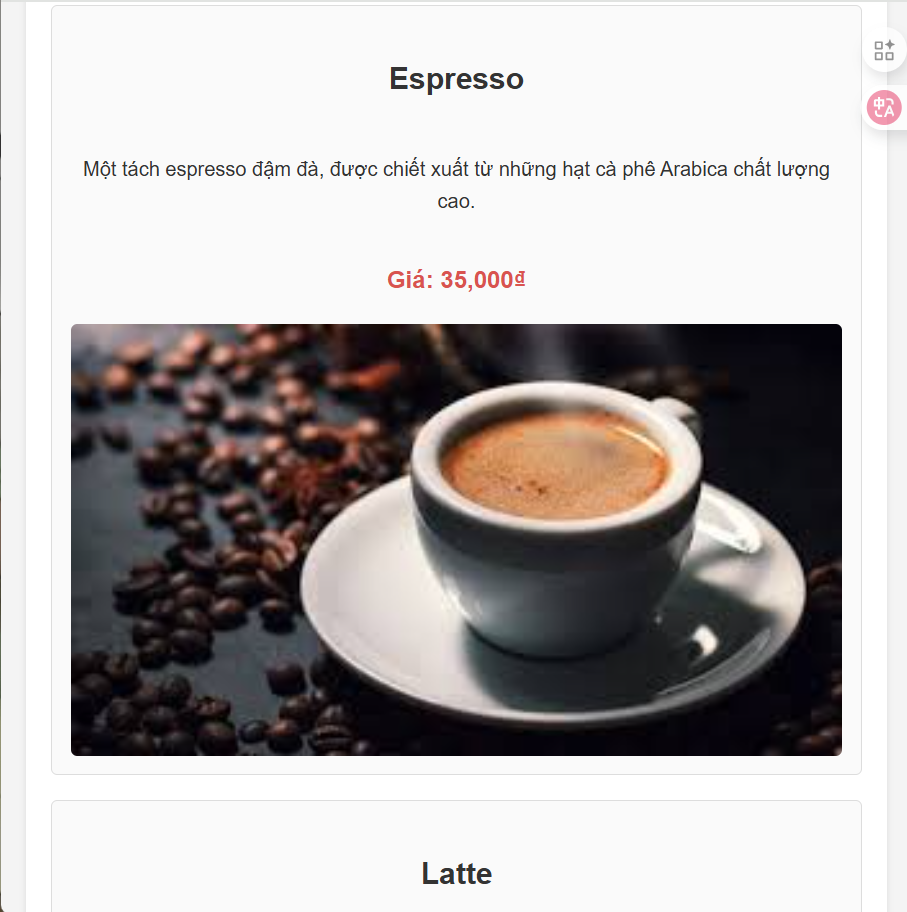 Espresso
Một tách espresso đậm đà, được chiết xuất từ những hạt cà phê Arabica chất lượng
cao.
Giá: 35,000₫
Latte